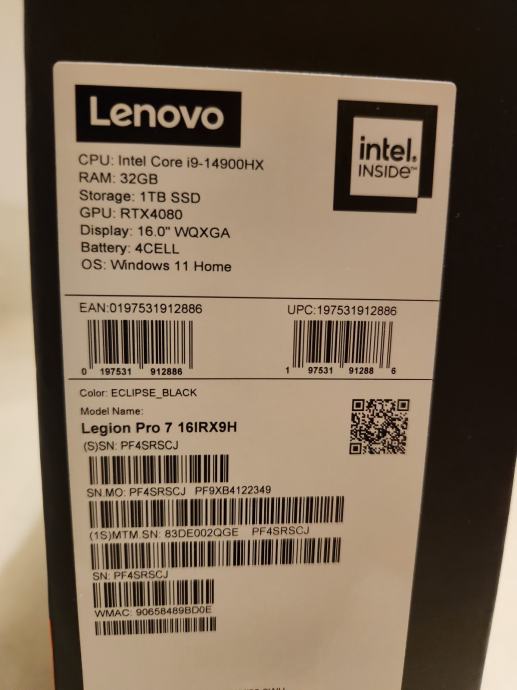 Lenovo
intel.
INSIDE™
CPU: Intel Core i9-14900HX
RAM: 32GB
Storage: 1TB SSD
GPU: RTX4080
Display: 16.0" WQXGA
Battery: 4CELL
OS: Windows 11 Home
EAN:0197531912886
UPC:197531912886
0 197531 912886
1 97531 91288 6
Color: ECLIPSE_BLACK
Model Name:
Legion Pro 7 16IRX9H
(S)SN: PF4SRSCJ
SN.MO: PF4SRSCJ PF9XB4122349
(1S)MTM.SN: 83DE002QGE PF4SRSCJ
SN: PF4SRSCJ
WMAC: 90658489BD0E